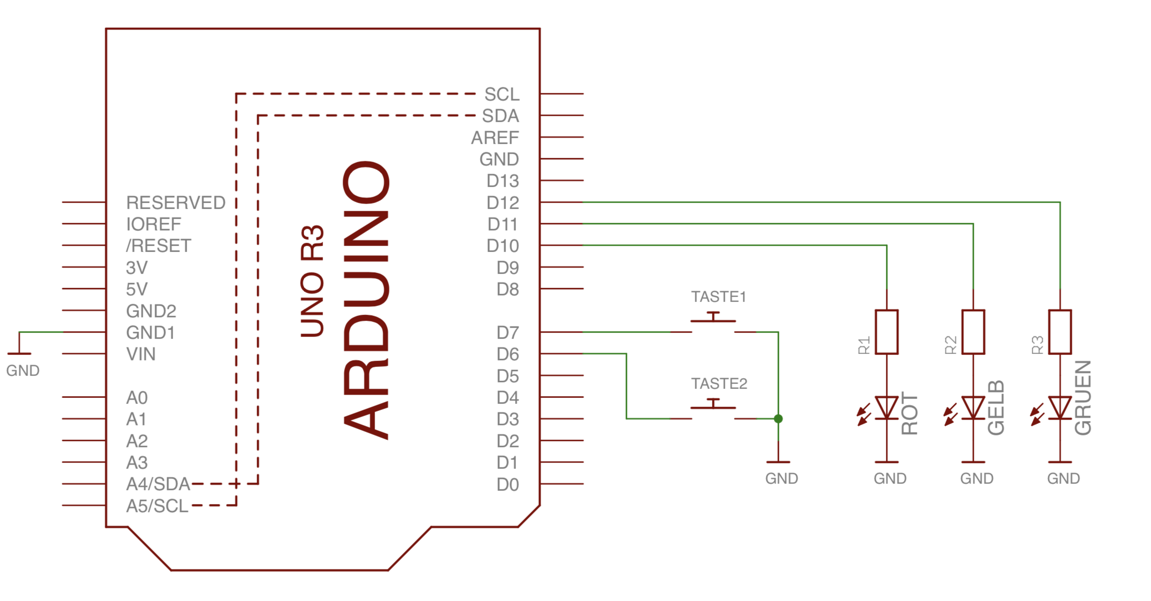 SCL
SDA
AREF
GND
D13
RESERVED
D12
IOREF
D11
/RESET
D10
3V
D9
5V
D8
GND2
GND1
D7
VIN
D6
D5
A0
D4
A1
D3
A2
D2
A3
D1
A4/SDA
D0
A5/SCL
UNO R3
ARDUINO
GND
TASTE1
TASTE2
GND
R1
ROT
GND
R2
GELB
GND
R3
GRUEN
GND